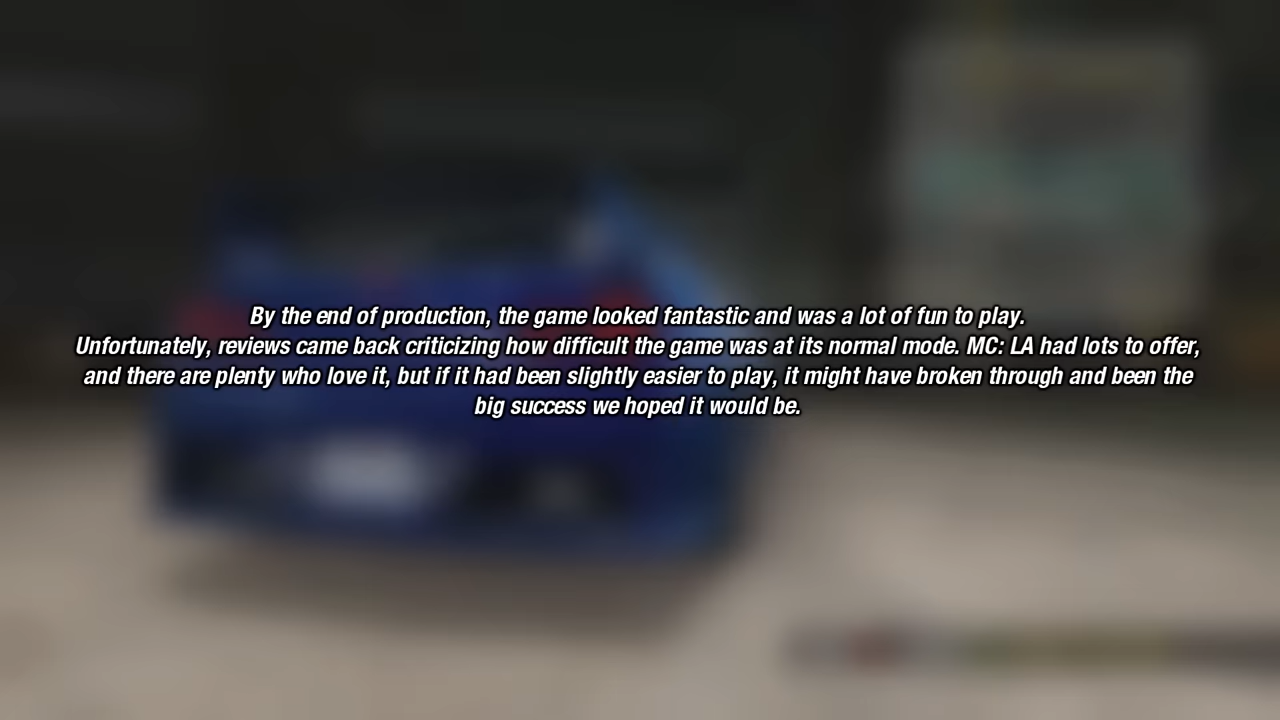 By the end of production, the game looked fantastic and was a lot of fun to play.
Unfortunately, reviews came back criticizing how difficult the game was at its normal mode. MC: LA had lots to offer,
and there are plenty who love it, but if it had been slightly easier to play, it might have broken through and been the
big success we hoped it would be.